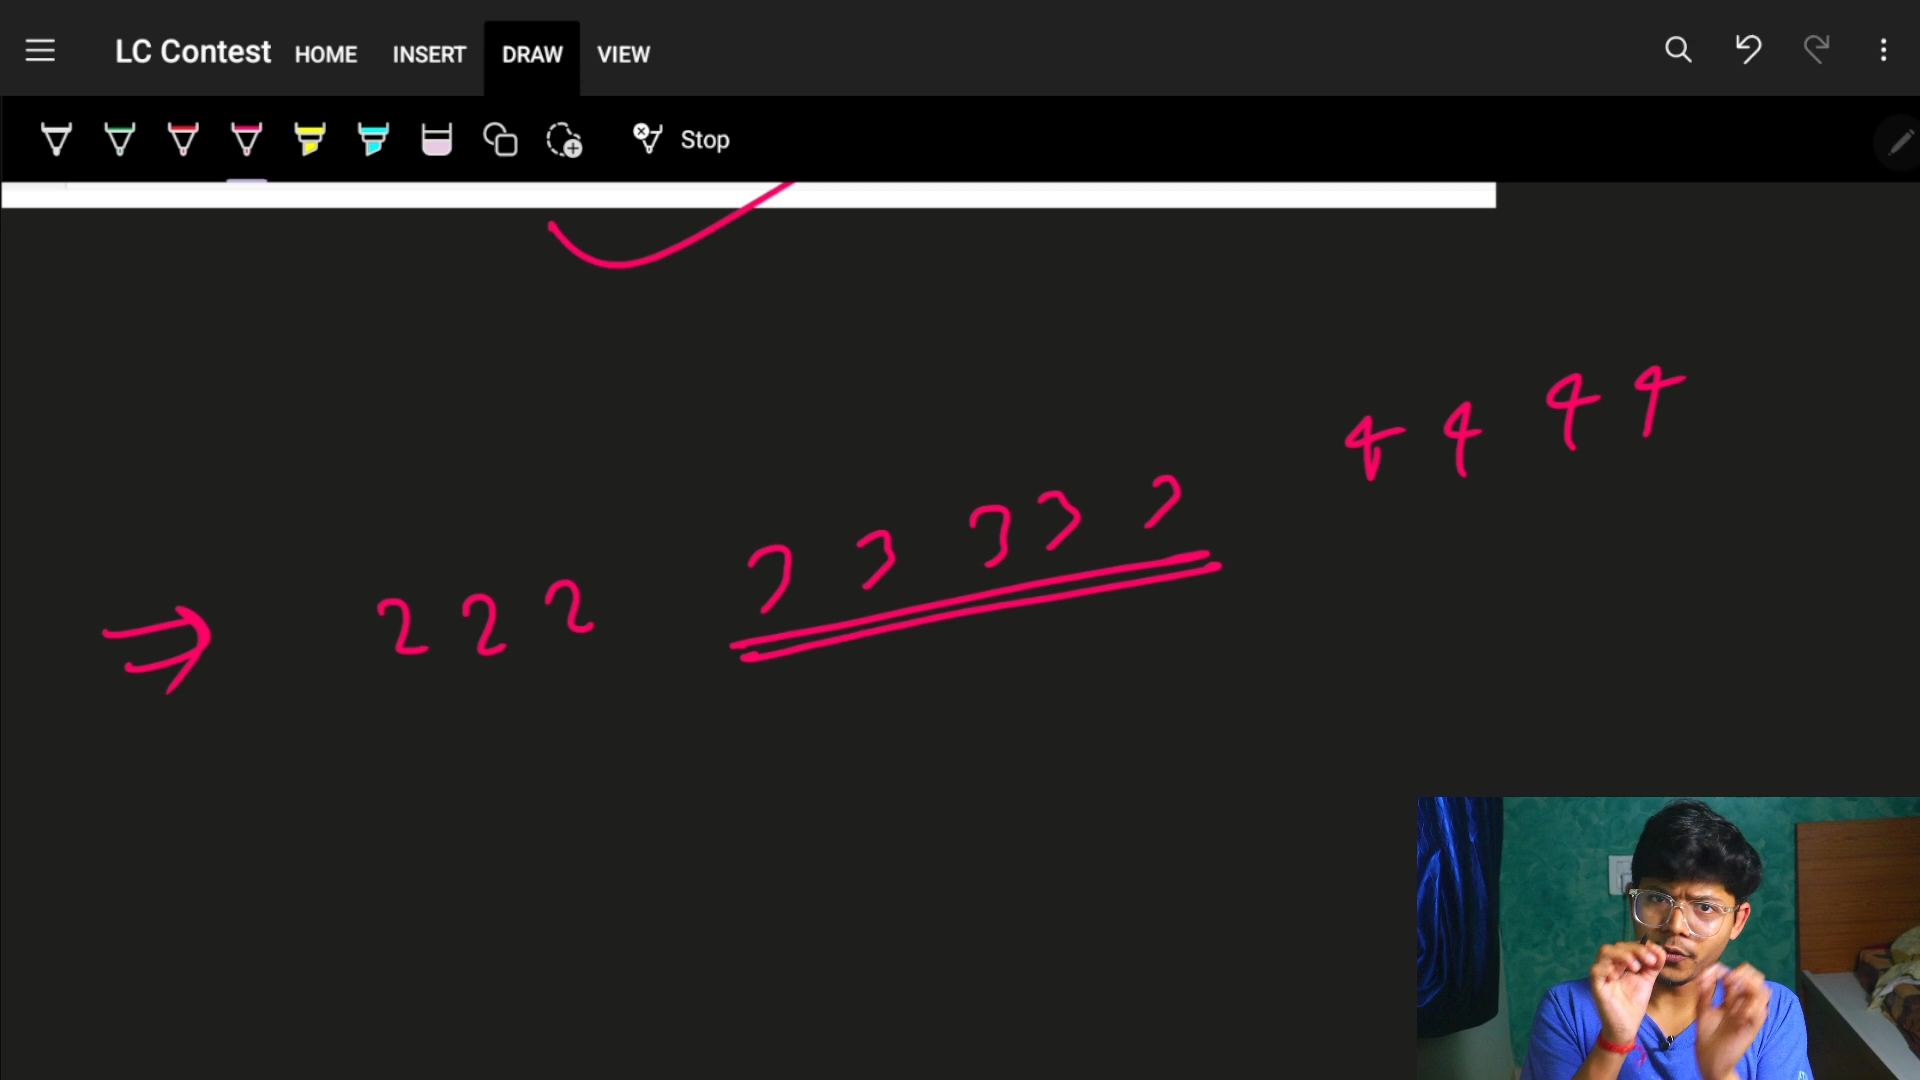 LC Contest HOME INSERT DRAW VIEW
Stop
⇒ 2 2 2 3 3 3 3 3 4 4 4 4